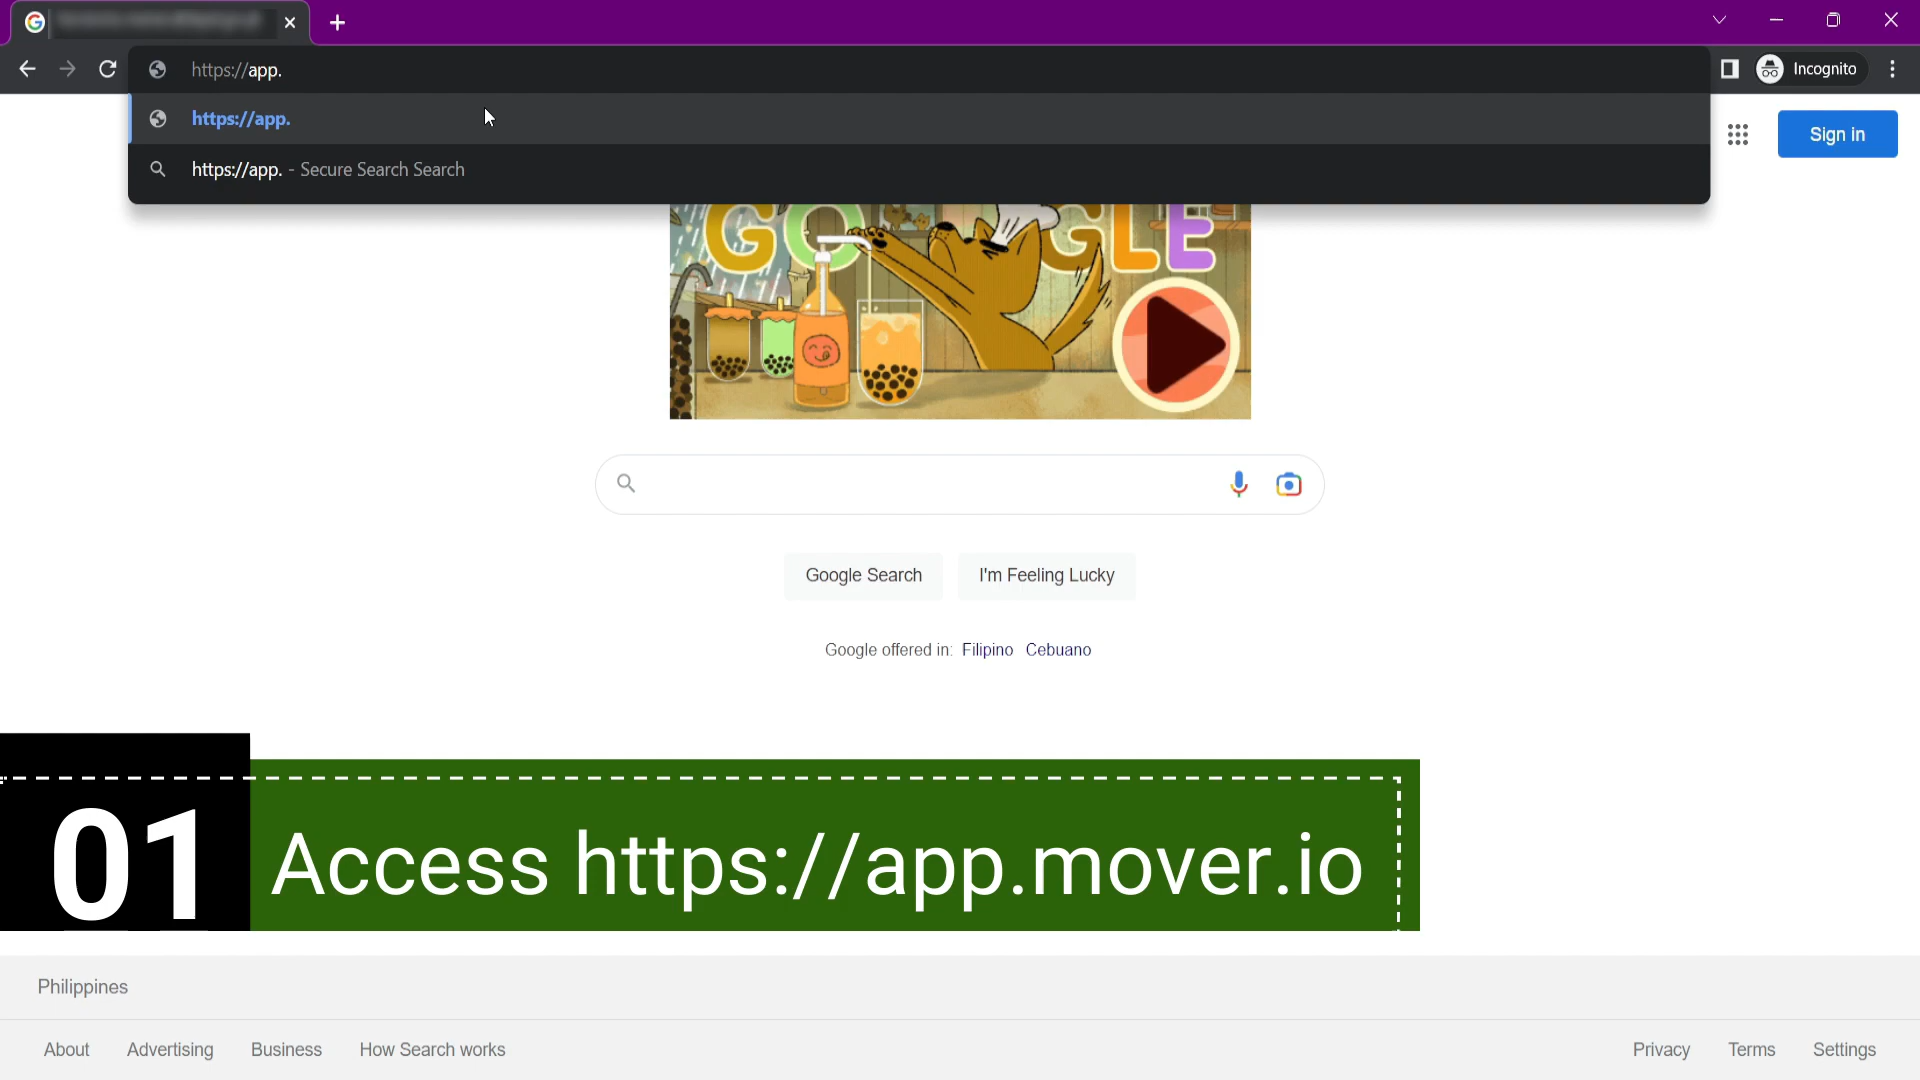 https://app.
Incognito
https://app.
https://app. - Secure Search Search
Sign in
GOOGLE
Google Search
I'm Feeling Lucky
Google offered in: Filipino Cebuano
01
Access https://app.mover.io
Philippines
About Advertising Business How Search works
Privacy Terms Settings